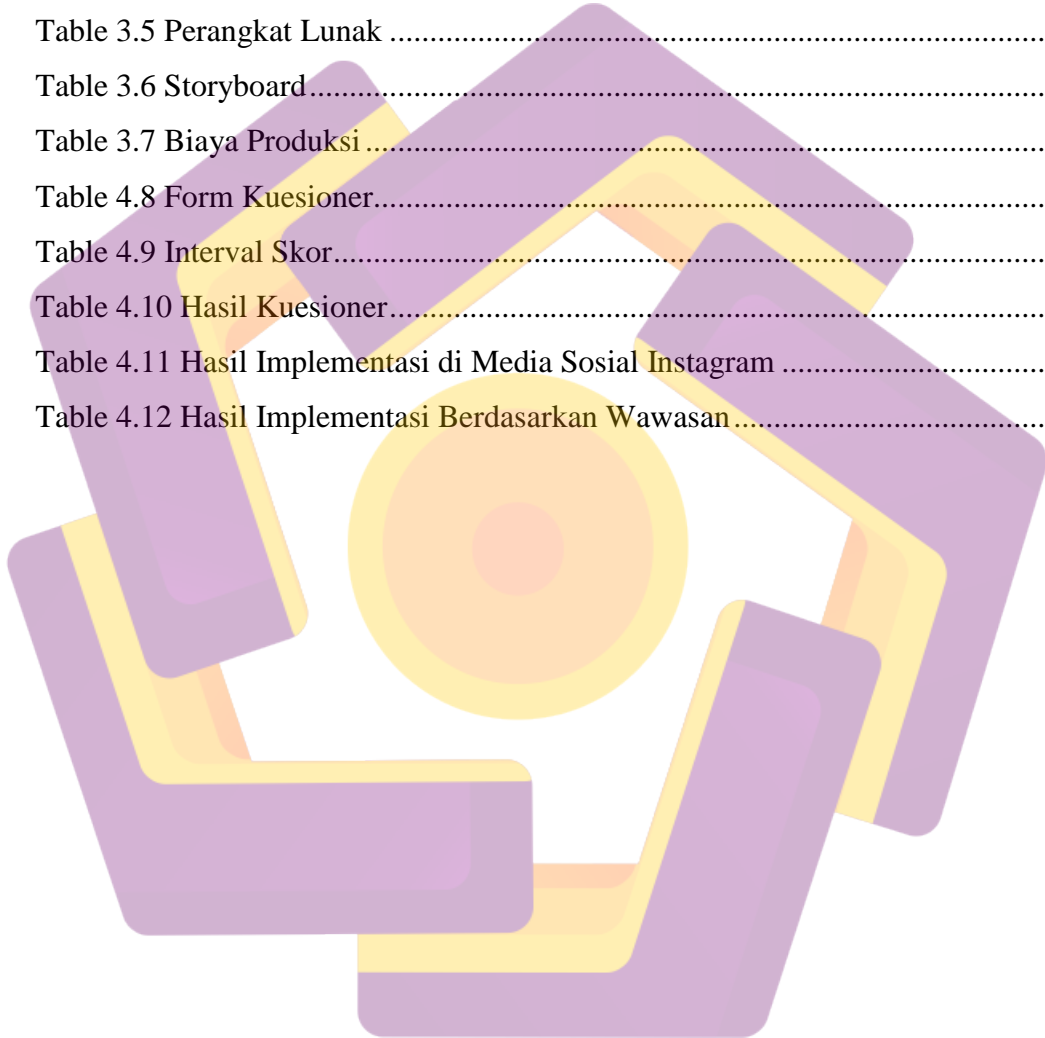 Table 3.5 Perangkat Lunak ........................................................................................
Table 3.6 Storyboard..................................................................................................
Table 3.7 Biaya Produksi ...........................................................................................
Table 4.8 Form Kuesioner..........................................................................................
Table 4.9 Interval Skor...............................................................................................
Table 4.10 Hasil Kuesioner........................................................................................
Table 4.11 Hasil Implementasi di Media Sosial Instagram ...................................
Table 4.12 Hasil Implementasi Berdasarkan Wawasan..........................................